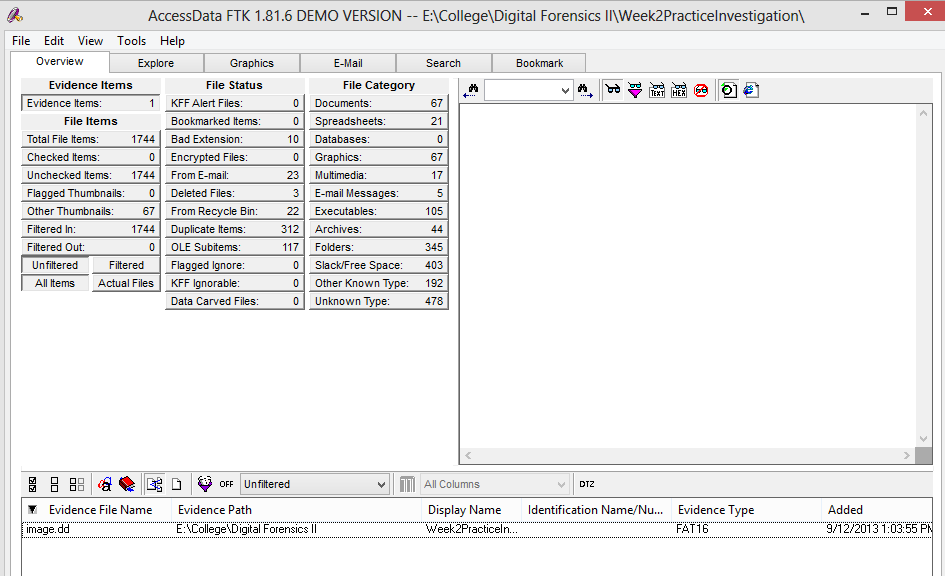 AccessData FTK 1.81.6 DEMO VERSION -- E:\College\Digital Forensics II\Week2PracticeInvestigation\
File Edit View Tools Help
Overview Explore Graphics E-Mail Search Bookmark
Evidence Items File Status File Category
Evidence Items: 1 KFF Alert Files: 0 Documents: 67
File Items Bookmarked Items: 0 Spreadsheets: 21
Total File Items: 1744 Bad Extension: 10 Databases: 0
Checked Items: 0 Encrypted Files: 0 Graphics: 67
Unchecked Items: 1744 From E-mail: 23 Multimedia: 17
Flagged Thumbnails: 0 Deleted Files: 3 E-mail Messages: 5
Other Thumbnails: 67 From Recycle Bin: 22 Executables: 105
Filtered In: 1744 Duplicate Items: 312 Archives: 44
Filtered Out: 0 OLE Subitems: 117 Folders: 345
Unfiltered Filtered Flagged Ignore: 0 Slack/Free Space: 403
All Items Actual Files KFF Ignorable: 0 Other Known Type: 192
Data Carved Files: 0 Unknown Type: 478
TEXT HEX
OFF Unfiltered All Columns DTZ
Evidence File Name Evidence Path Display Name Identification Name/Nu... Evidence Type Added
image.dd E:\College\Digital Forensics II Week2PracticeIn... FAT16 9/12/2013 1:03:55 PM